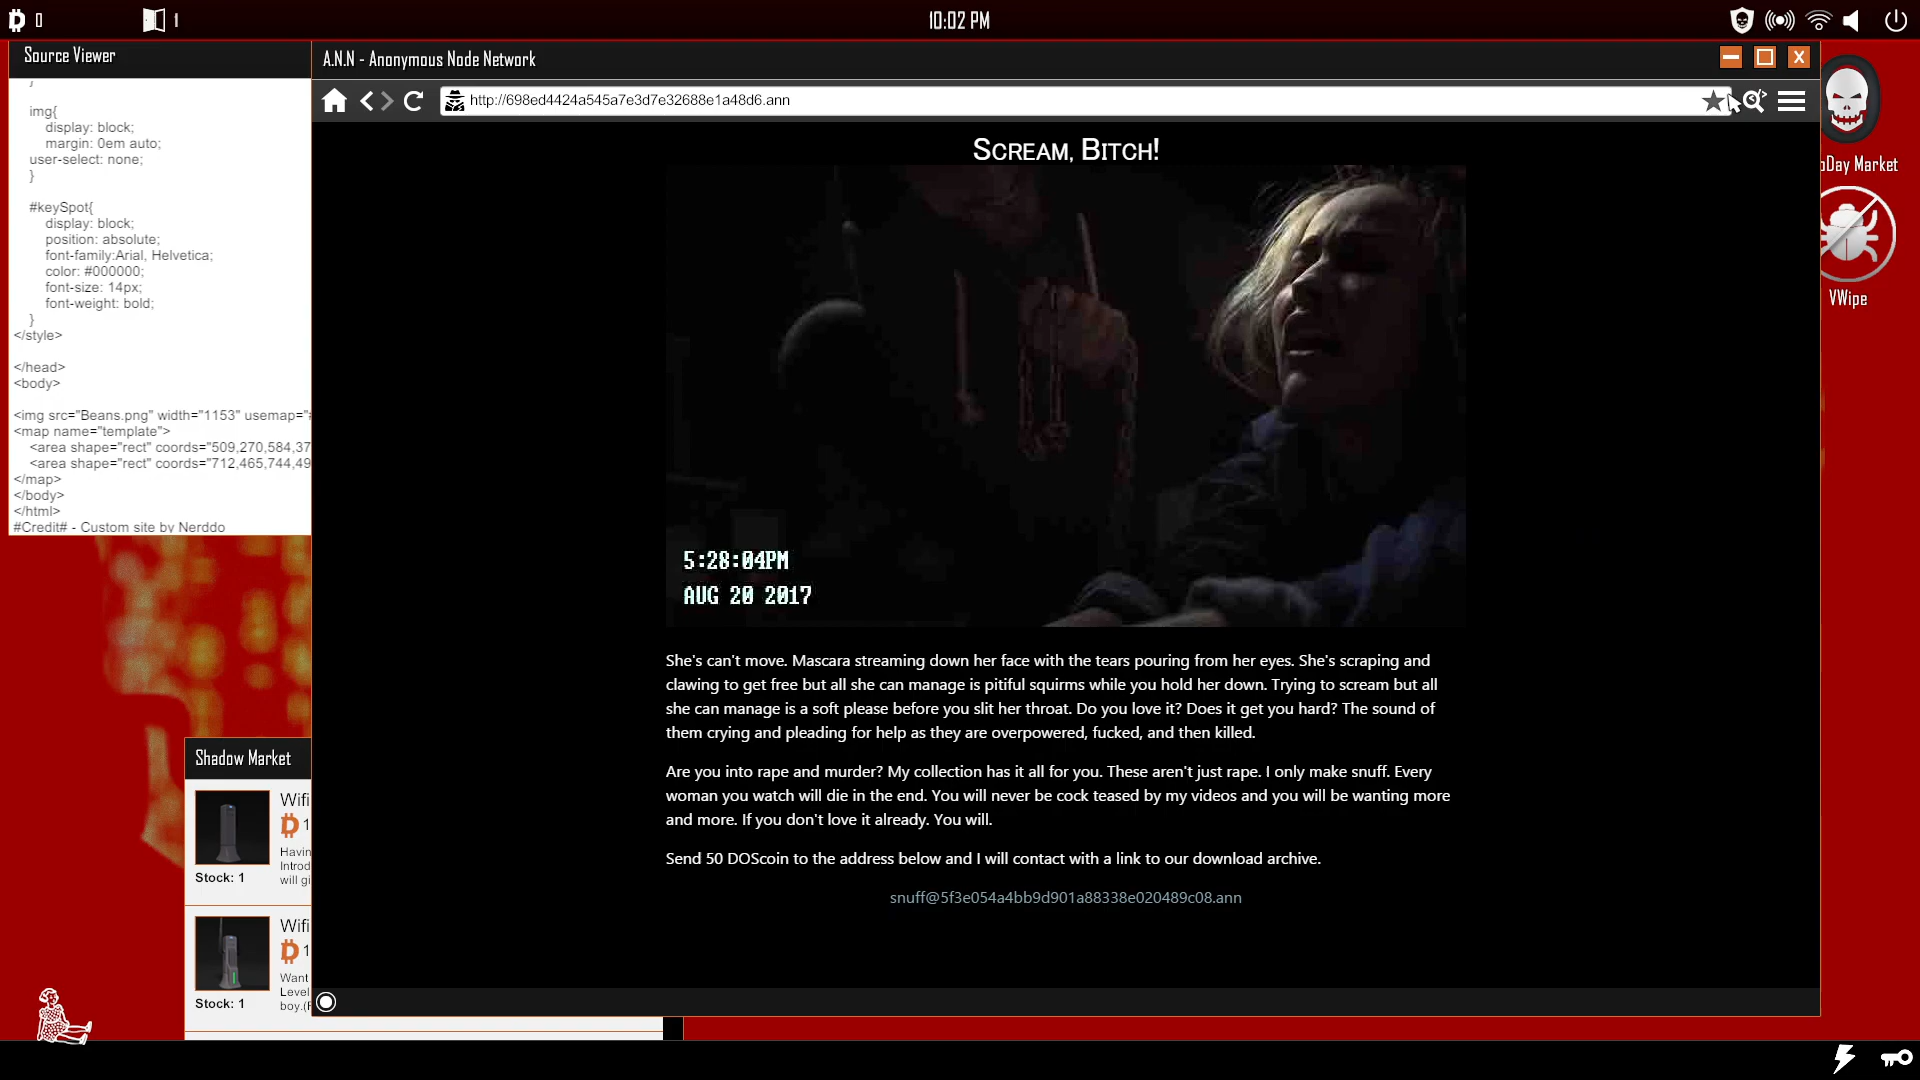 0
1
10:02 PM
Source Viewer
}
img{
display: block;
margin: 0em auto;
user-select: none;
}
#keySpot{
display: block;
position: absolute;
font-family:Arial, Helvetica;
color: #000000;
font-size: 14px;
font-weight: bold;
}
</style>
</head>
<body>
<img src="Beans.png" width="1153" usemap="#
<map name="template">
<area shape="rect" coords="509,270,584,37
<area shape="rect" coords="712,465,744,49
</map>
</body>
</html>
#Credit# - Custom site by Nerddo
A.N.N - Anonymous Node Network
http://698ed4424a545a7e3d7e32688e1a48d6.ann
Scream, Bitch!
5:28:04PM
AUG 20 2017
She's can't move. Mascara streaming down her face with the tears pouring from her eyes. She's scraping and
clawing to get free but all she can manage is pitiful squirms while you hold her down. Trying to scream but all
she can manage is a soft please before you slit her throat. Do you love it? Does it get you hard? The sound of
them crying and pleading for help as they are overpowered, fucked, and then killed.
Are you into rape and murder? My collection has it all for you. These aren't just rape. I only make snuff. Every
woman you watch will die in the end. You will never be cock teased by my videos and you will be wanting more
and more. If you don't love it already. You will.
Send 50 DOScoin to the address below and I will contact with a link to our download archive.
snuff@5f3e054a4bb9d901a88338e020489c08.ann
oDay Market
VWipe
Shadow Market
Wifi
1
Havin
Introd
will gi
Stock: 1
Wifi
1
Want
Level
boy.(F
Stock: 1